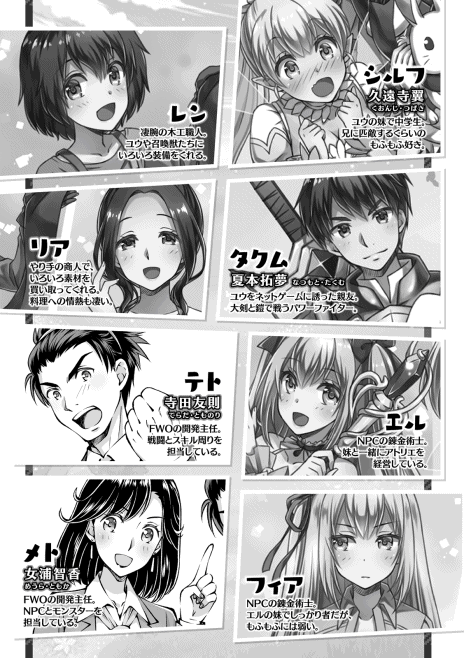 シルフ
久遠寺翼
くおんじ・つばさ
ユウの妹で中学生。
兄に匹敵するぐらいの
もふもふ好き。
レン
凄腕の木工職人。
ユウや召喚獣たちに
いろいろ装備をくれる。
タクム
夏本拓夢 なつもと・たくむ
ユウをネットゲームに誘った親友。
大剣と鎧で戦うパワーファイター。
リア
やり手の商人で、
いろいろ素材を
買い取ってくれる。
料理への情熱も凄い。
エル
NPCの錬金術士。
妹と一緒にアトリエを
経営している。
テト
寺田友則
てらだ・とものり
FWOの開発主任。
戦闘とスキル周りを
担当している。
フィア
NPCの錬金術士。
エルの妹でしっかり者だが、
もふもふには弱い。
メト
女浦智香
めうら・ともか
FWOの開発主任。
NPCとモンスターを
担当している。